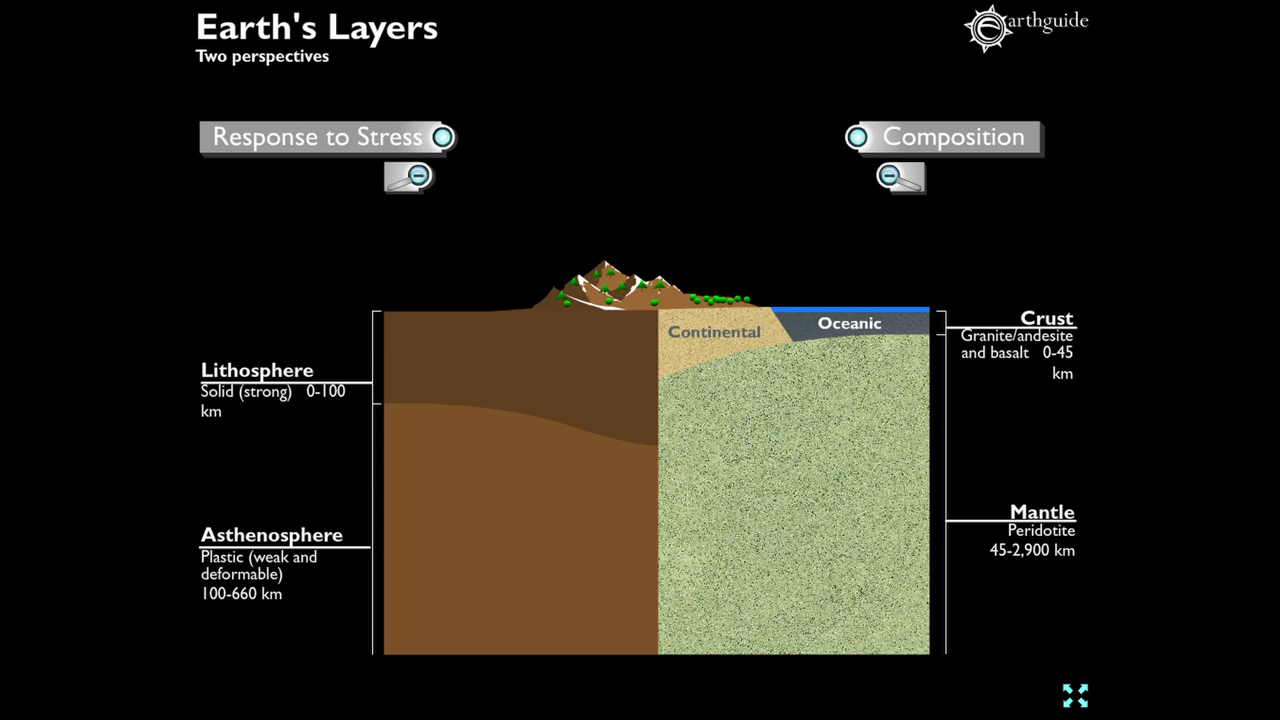 Earth's Layers
Two perspectives
earthguide
Response to Stress
Composition
Continental
Oceanic
Lithosphere
Solid (strong) 0-100
km
Asthenosphere
Plastic (weak and
deformable)
100-660 km
Crust
Granite/andesite
and basalt 0-45
km
Mantle
Peridotite
45-2,900 km